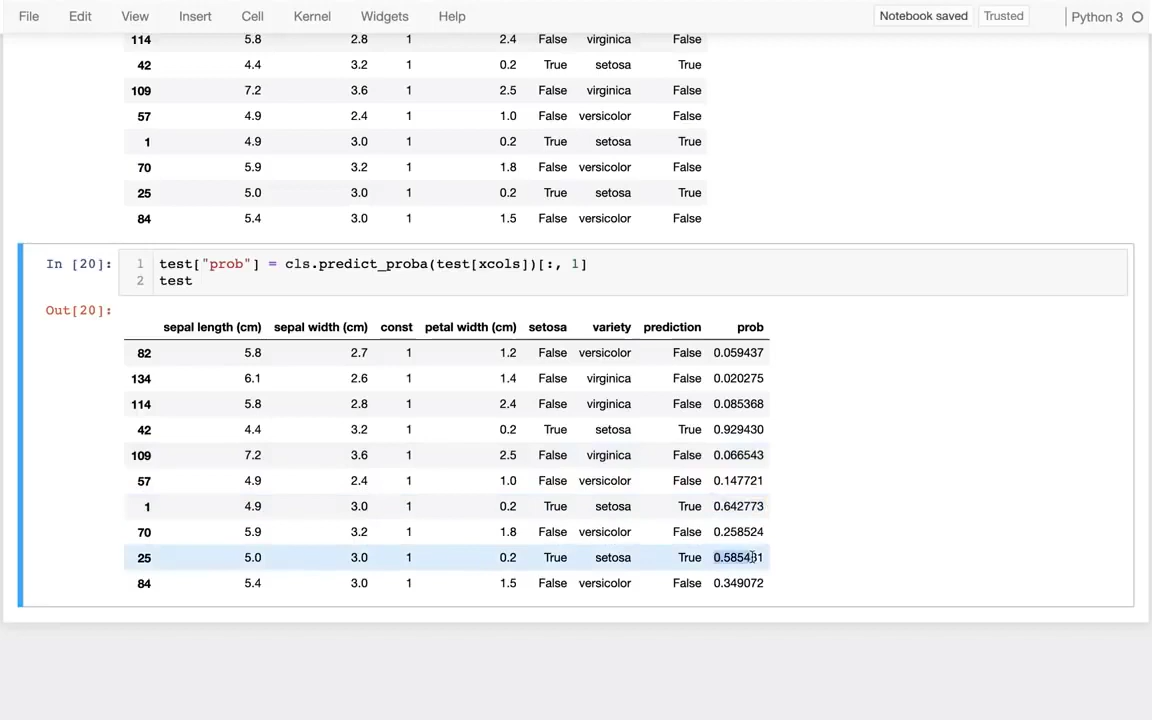 File Edit View Insert Cell Kernel Widgets Help Notebook saved Trusted Python 3
114 5.8 2.8 1 2.4 False virginica False
42 4.4 3.2 1 0.2 True setosa True
109 7.2 3.6 1 2.5 False virginica False
57 4.9 2.4 1 1.0 False versicolor False
1 4.9 3.0 1 0.2 True setosa True
70 5.9 3.2 1 1.8 False versicolor False
25 5.0 3.0 1 0.2 True setosa True
84 5.4 3.0 1 1.5 False versicolor False
In [20]: 1 test["prob"] = cls.predict_proba(test[xcols])[:, 1]
2 test
Out[20]:
sepal length (cm) sepal width (cm) const petal width (cm) setosa variety prediction prob
82 5.8 2.7 1 1.2 False versicolor False 0.059437
134 6.1 2.6 1 1.4 False virginica False 0.020275
114 5.8 2.8 1 2.4 False virginica False 0.085368
42 4.4 3.2 1 0.2 True setosa True 0.929430
109 7.2 3.6 1 2.5 False virginica False 0.066543
57 4.9 2.4 1 1.0 False versicolor False 0.147721
1 4.9 3.0 1 0.2 True setosa True 0.642773
70 5.9 3.2 1 1.8 False versicolor False 0.258524
25 5.0 3.0 1 0.2 True setosa True
84 5.4 3.0 1 1.5 False versicolor False 0.349072